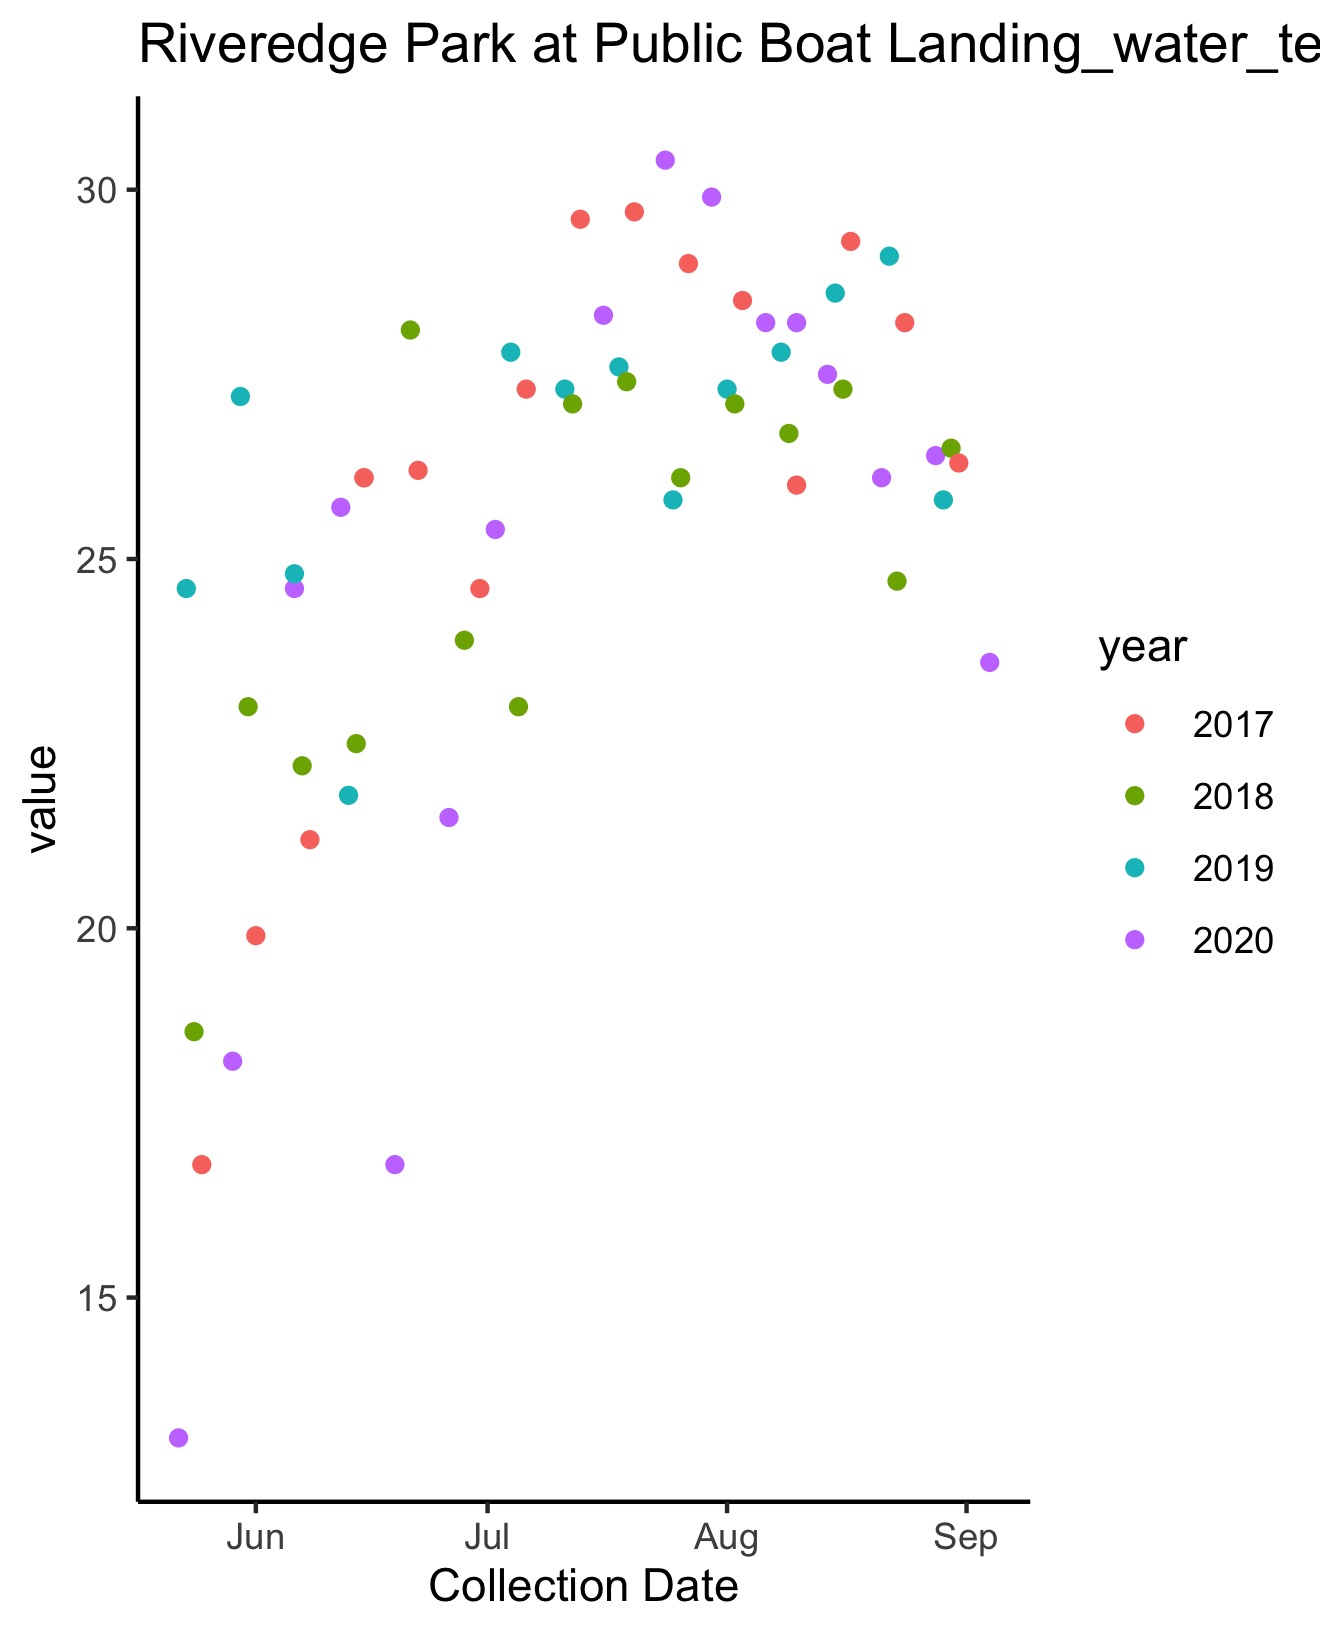 Riveredge Park at Public Boat Landing_water_te
30
25
20
15
value
Jun Jul Aug Sep
Collection Date
year
2017
2018
2019
2020